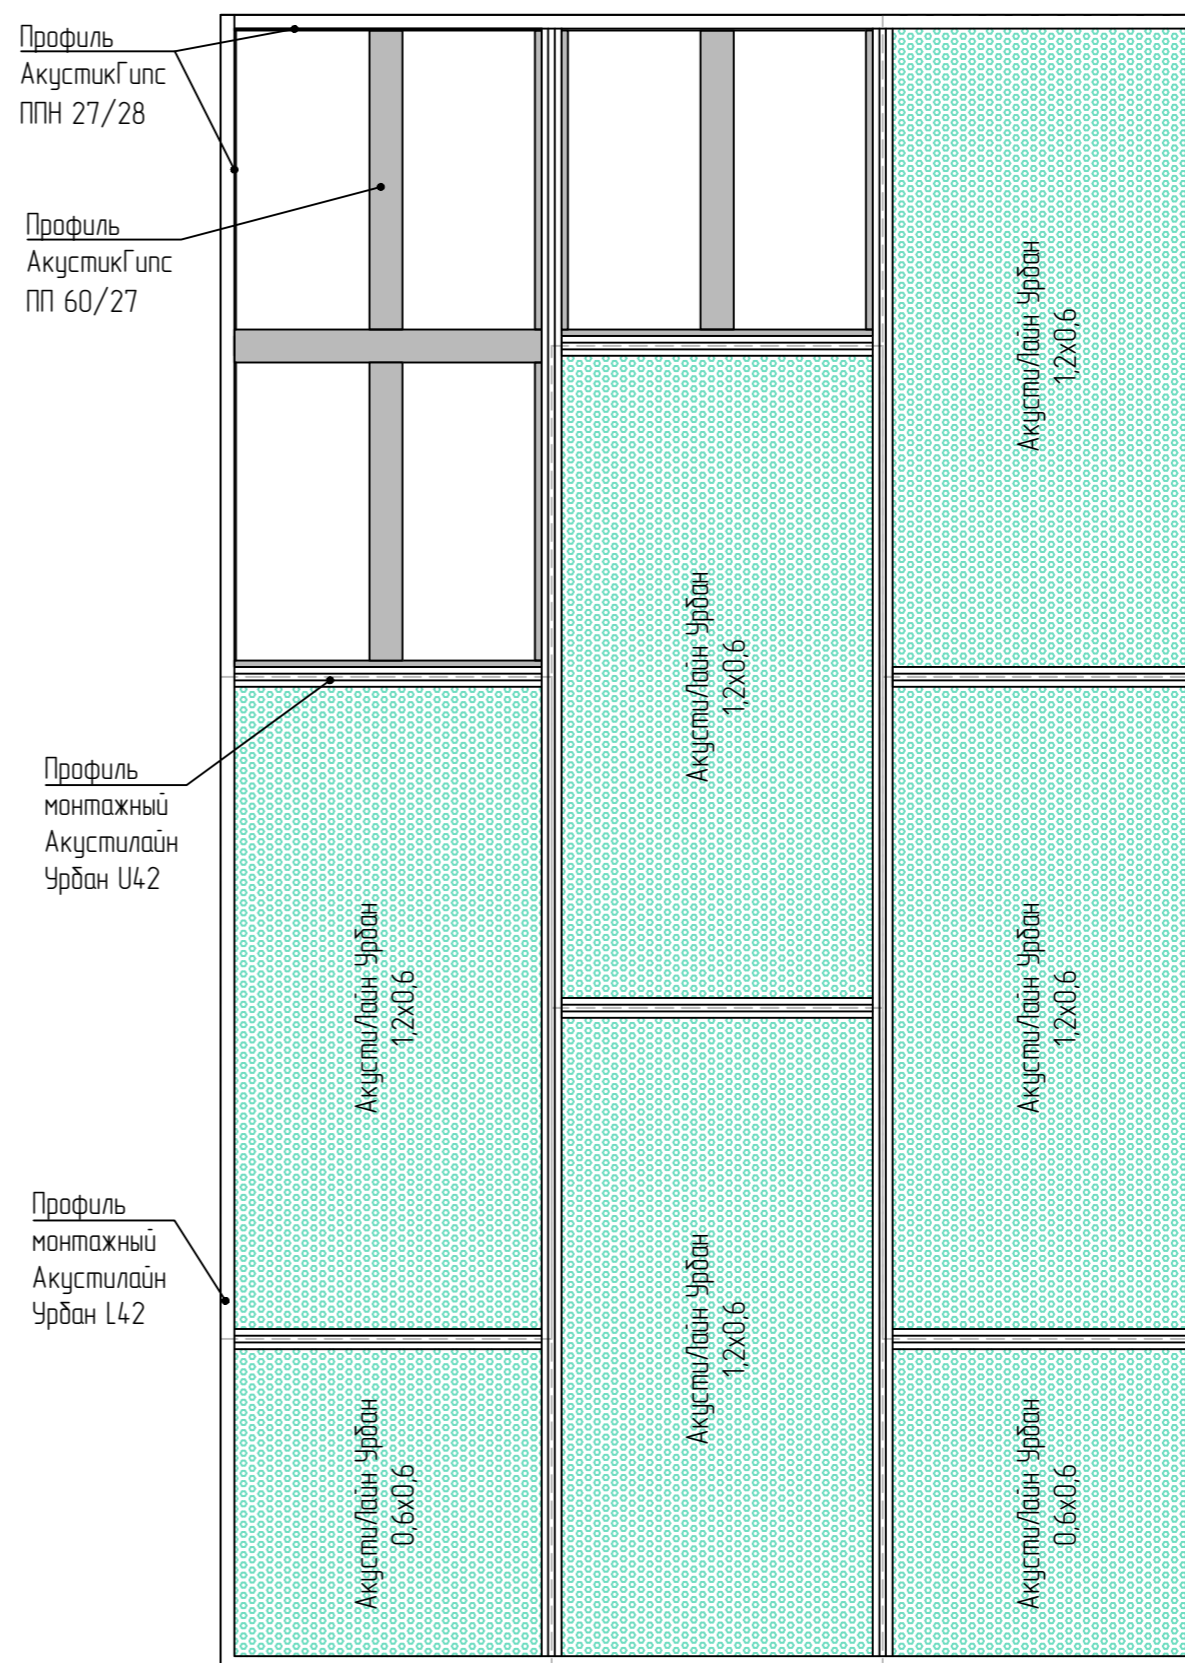 Профиль
АкустикГипс
ППН 27/28
Профиль
АкустикГипс
ПП 60/27
АкустиЛайн Урбан
1,2х0,6
АкустиЛайн Урбан
1,2х0,6
Профиль
монтажный
Акустилайн
Урбан U42
АкустиЛайн Урбан
1,2х0,6
АкустиЛайн Урбан
1,2х0,6
Профиль
монтажный
Акустилайн
Урбан L42
АкустиЛайн Урбан
1,2х0,6
АкустиЛайн Урбан
0,6х0,6
АкустиЛайн Урбан
0,6х0,6